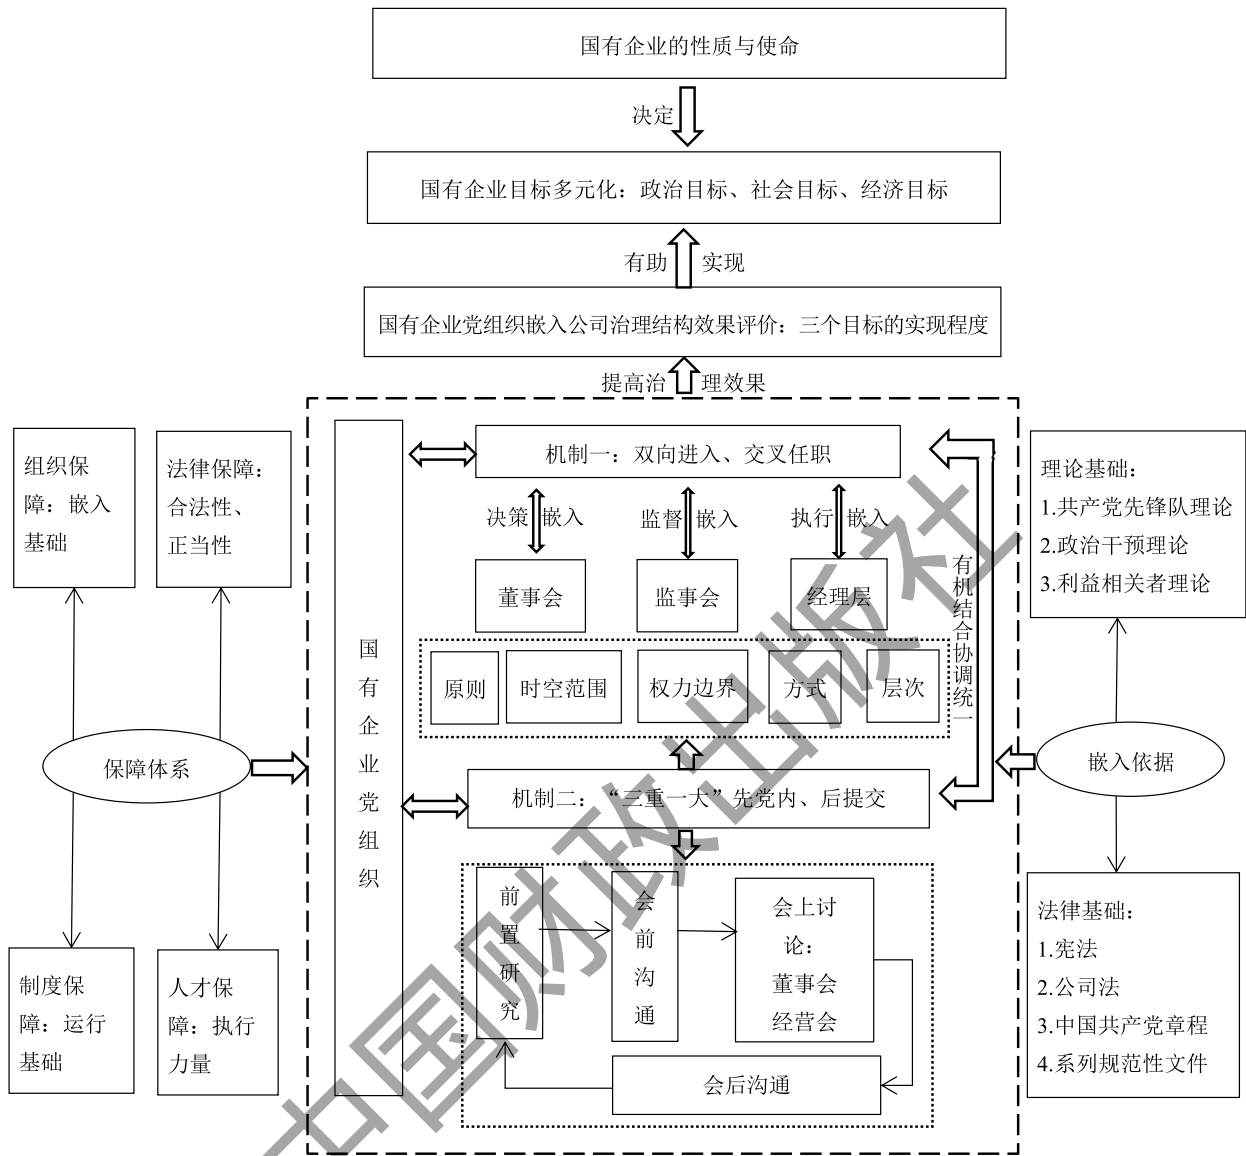 国有企业的性质与使命
决定
国有企业目标多元化：政治目标、社会目标、经济目标
有助 实现
国有企业党组织嵌入公司治理结构效果评价：三个目标的实现程度
提高治 理效果
组织保
障：嵌入
基础
法律保障：
合法性、
正当性
制度保
障：运行
基础
人才保
障：执行
力量
保障体系
国有企业党组织
机制一：双向进入、交叉任职
决策 嵌入
监督 嵌入
执行 嵌入
董事会
监事会
经理层
原则
时空范围
权力边界
方式
层次
有机结合协调统一
机制二：“三重一大”先党内、后提交
前置研究
会前沟通
会上讨
论：
董事会
经营会
会后沟通
理论基础：
1.共产党先锋队理论
2.政治干预理论
3.利益相关者理论
嵌入依据
法律基础：
1.宪法
2.公司法
3.中国共产党章程
4.系列规范性文件
中国财政出版社